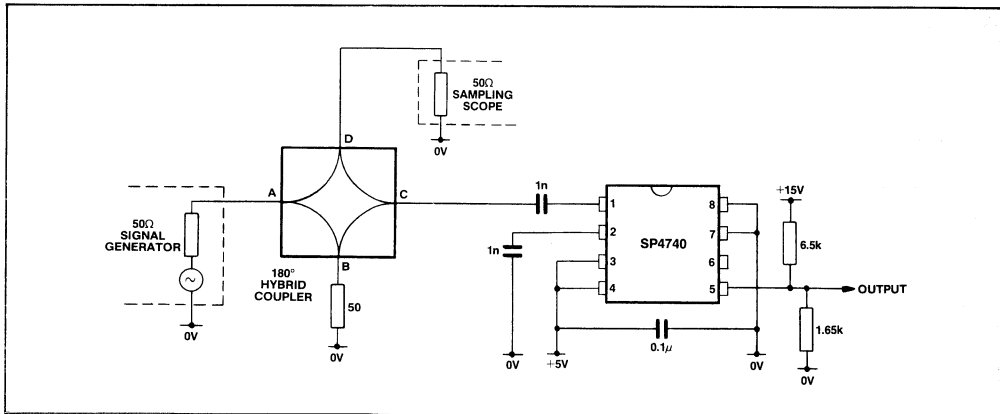 50Ω
SAMPLING
SCOPE
0V
D
A
C
B
50Ω
SIGNAL
GENERATOR
0V
180°
HYBRID
COUPLER
50
0V
1n
1n
0V
1
2
3
4
SP4740
8
7
6
5
+5V
0.1µ
0V
+15V
6.5k
OUTPUT
1.65k
0V